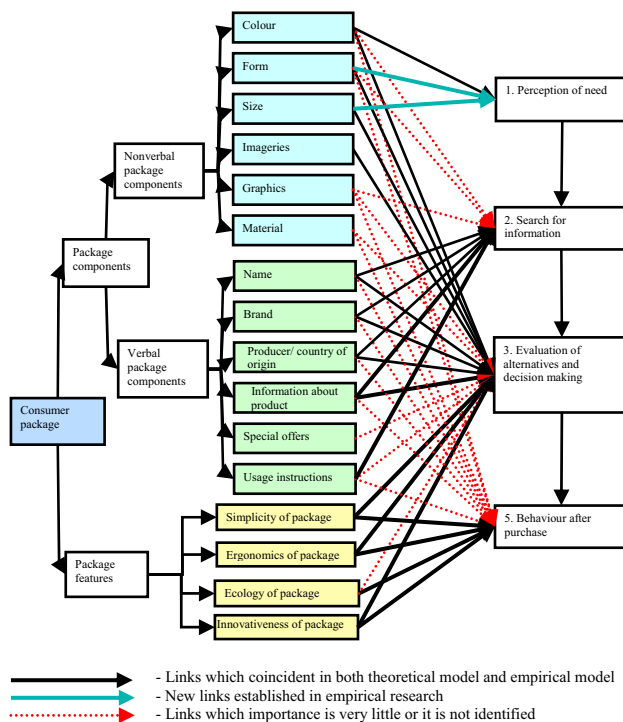 Colour
Form
1. Perception of need
Size
Nonverbal
package
components
Imageries
Graphics
2. Search for
information
Material
Package
components
Name
Brand
Verbal
package
components
Producer/ country of
origin
3. Evaluation of
alternatives and
decision making
Information about
product
Consumer
package
Special offers
Usage instructions
Simplicity of package
5. Behaviour after
purchase
Ergonomics of package
Package
features
Ecology of package
Innovativeness of package
- Links which coincident in both theoretical model and empirical model
- New links established in empirical research
- Links which importance is very little or it is not identified